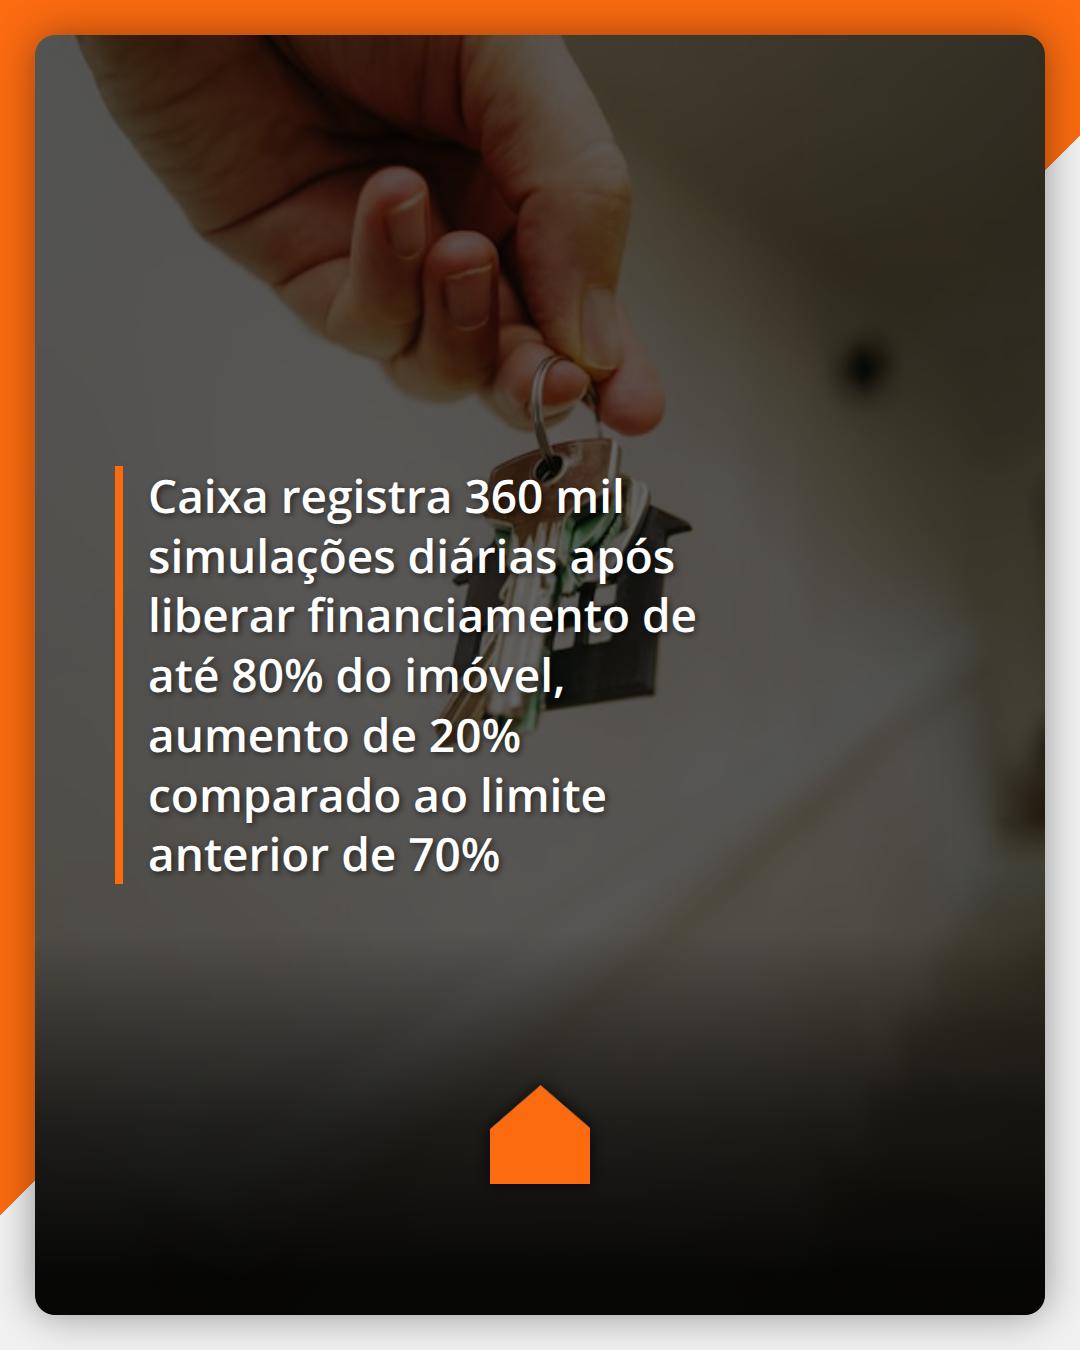 Caixa registra 360 mil
simulações diárias após
liberar financiamento de
até 80% do imóvel,
aumento de 20%
comparado ao limite
anterior de 70%